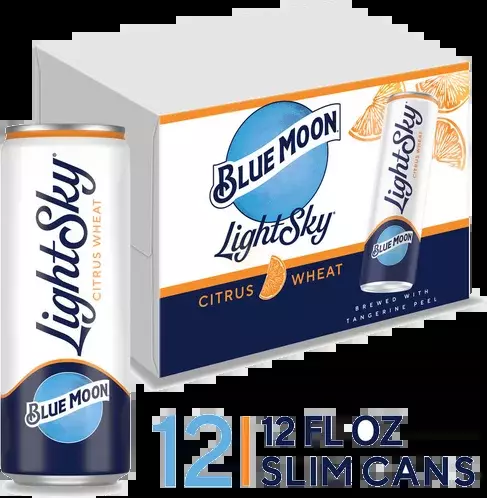 LightSky
CITRUS WHEAT
BLUE MOON
BLUE MOON
LightSky
CITRUS WHEAT
LightSky
CITRUS WHEAT
BLUE MOON
BREWED WITH
TANGERINE PEEL
12
12 FL OZ
SLIM CANS